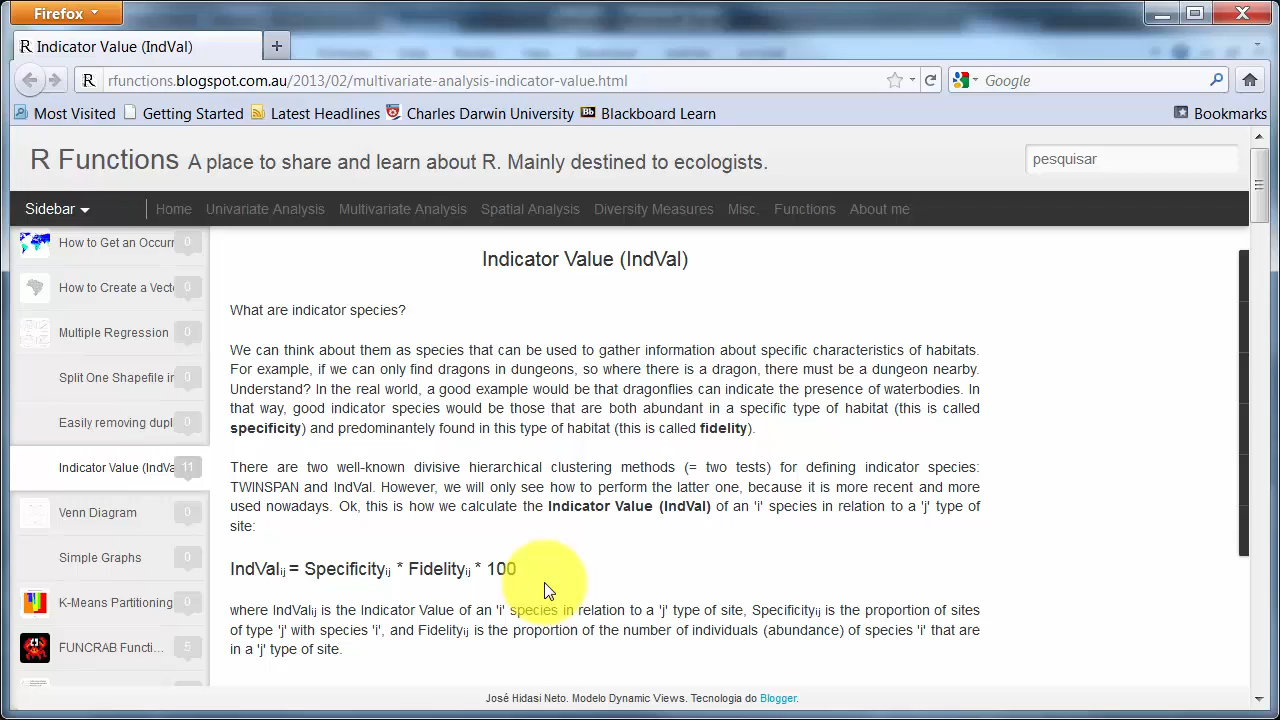 Firefox
Indicator Value (IndVal)
rfunctions.blogspot.com.au/2013/02/multivariate-analysis-indicator-value.html
Google
Most Visited Getting Started Latest Headlines Charles Darwin University Bb Blackboard Learn Bookmarks
R Functions A place to share and learn about R. Mainly destined to ecologists.
pesquisar
Sidebar Home Univariate Analysis Multivariate Analysis Spatial Analysis Diversity Measures Misc. Functions About me
How to Get an Occurr 0
How to Create a Vect 0
Multiple Regression 0
Split One Shapefile in 0
Easily removing dupl 0
Indicator Value (IndVa 11
Venn Diagram 0
Simple Graphs 0
K-Means Partitioning 0
FUNCRAB Functi... 5
Indicator Value (IndVal)
What are indicator species?
We can think about them as species that can be used to gather information about specific characteristics of habitats.
For example, if we can only find dragons in dungeons, so where there is a dragon, there must be a dungeon nearby.
Understand? In the real world, a good example would be that dragonflies can indicate the presence of waterbodies. In
that way, good indicator species would be those that are both abundant in a specific type of habitat (this is called
specificity) and predominantely found in this type of habitat (this is called fidelity).
There are two well-known divisive hierarchical clustering methods (= two tests) for defining indicator species:
TWINSPAN and IndVal. However, we will only see how to perform the latter one, because it is more recent and more
used nowadays. Ok, this is how we calculate the Indicator Value (IndVal) of an 'i' species in relation to a 'j' type of
site:
IndValᵢⱼ = Specificityᵢⱼ * Fidelityᵢⱼ * 100
where IndValᵢⱼ is the Indicator Value of an 'i' species in relation to a 'j' type of site, Specificityᵢⱼ is the proportion of sites
of type 'j' with species 'i', and Fidelityᵢⱼ is the proportion of the number of individuals (abundance) of species 'i' that are
in a 'j' type of site.
José Hidasi Neto. Modelo Dynamic Views. Tecnologia do Blogger.